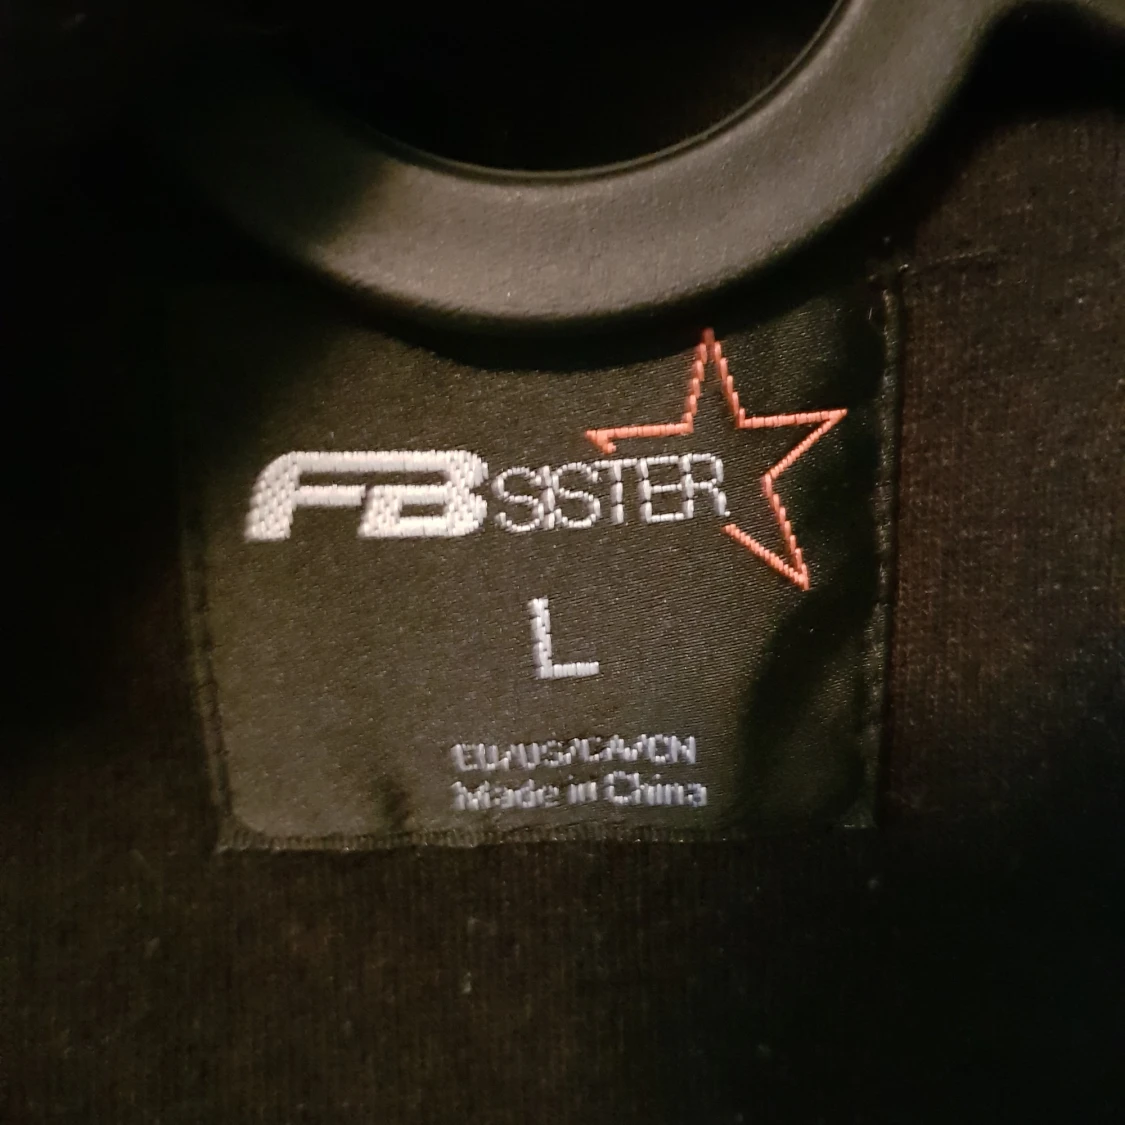 FB SISTER
L
EU/US/CA/CN
Made in China